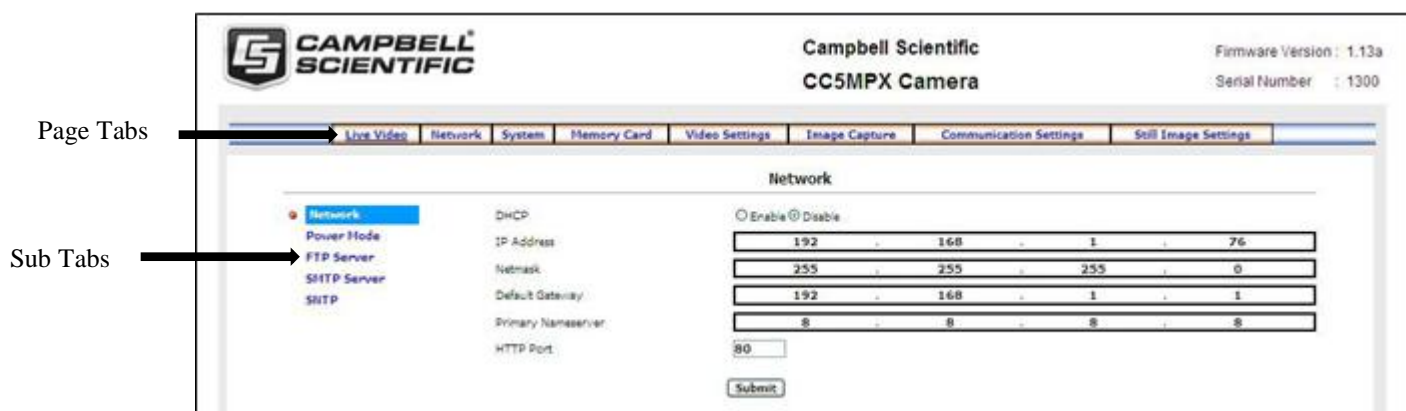 CAMPBELL SCIENTIFIC
Campbell Scientific
CC5MPX Camera
Firmware Version : 1.13a
Serial Number : 1300
Page Tabs
Live Video Network System Memory Card Video Settings Image Capture Communication Settings Still Image Settings
Network
Sub Tabs
Network
Power Mode
FTP Server
SMTP Server
SNTP
DHCP Enable Disable
IP Address 192 . 168 . 1 . 76
Netmask 255 . 255 . 255 . 0
Default Gateway 192 . 168 . 1 . 1
Primary Nameserver 8 . 8 . 8 . 8
HTTP Port 80
Submit